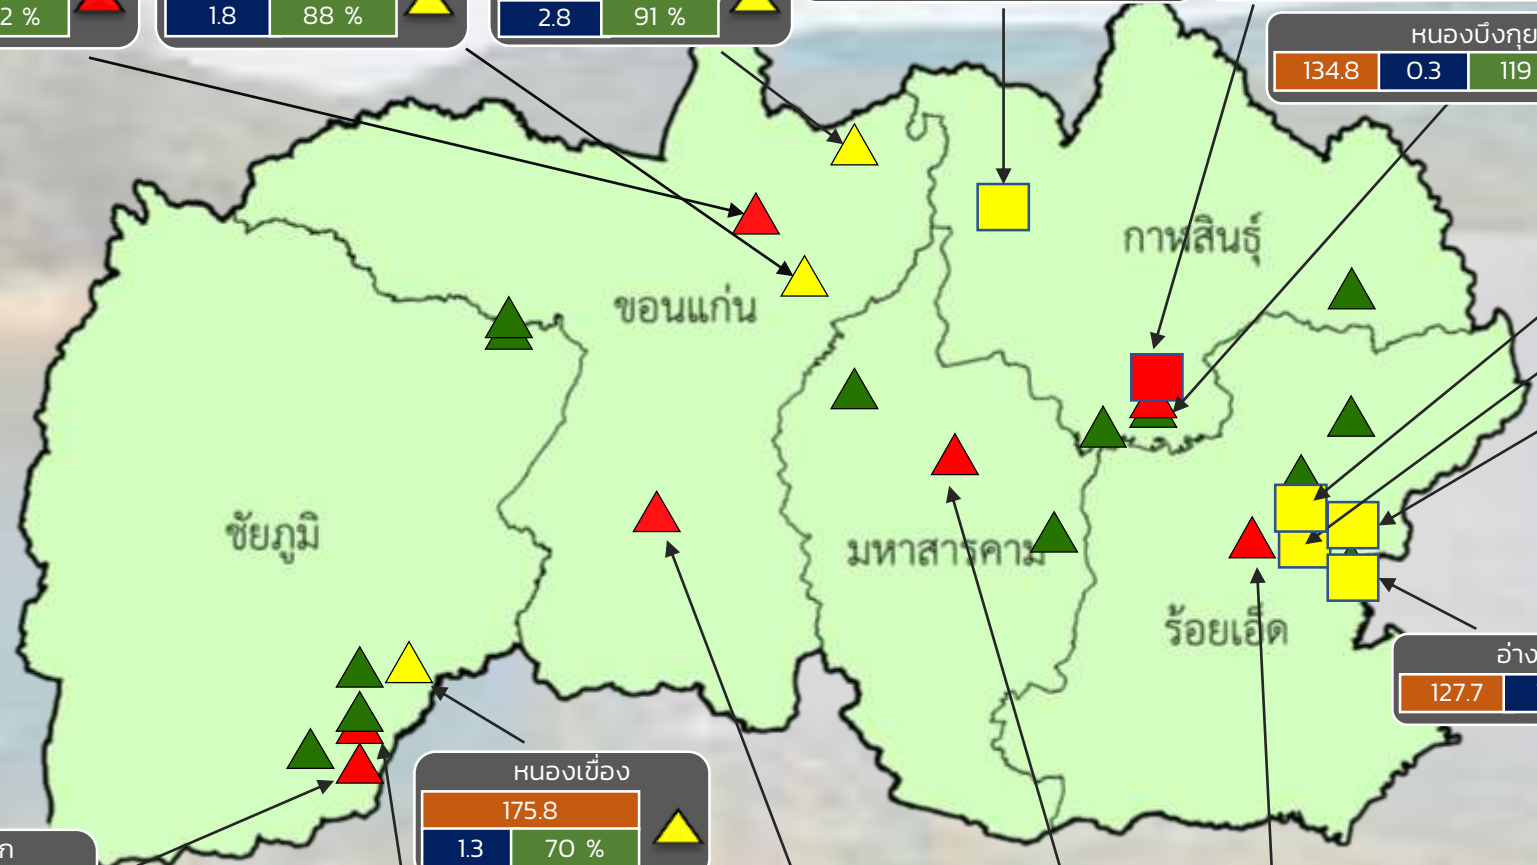 2 %
1.8 88 %
2.8 91 %
หนองบึงกุย
134.8 0.3 119
กาฬสินธุ์
ขอนแก่น
ชัยภูมิ
มหาสารคาม
ร้อยเอ็ด
อ่าง
127.7
หนองเขื่อง
175.8
1.3 70 %
ก